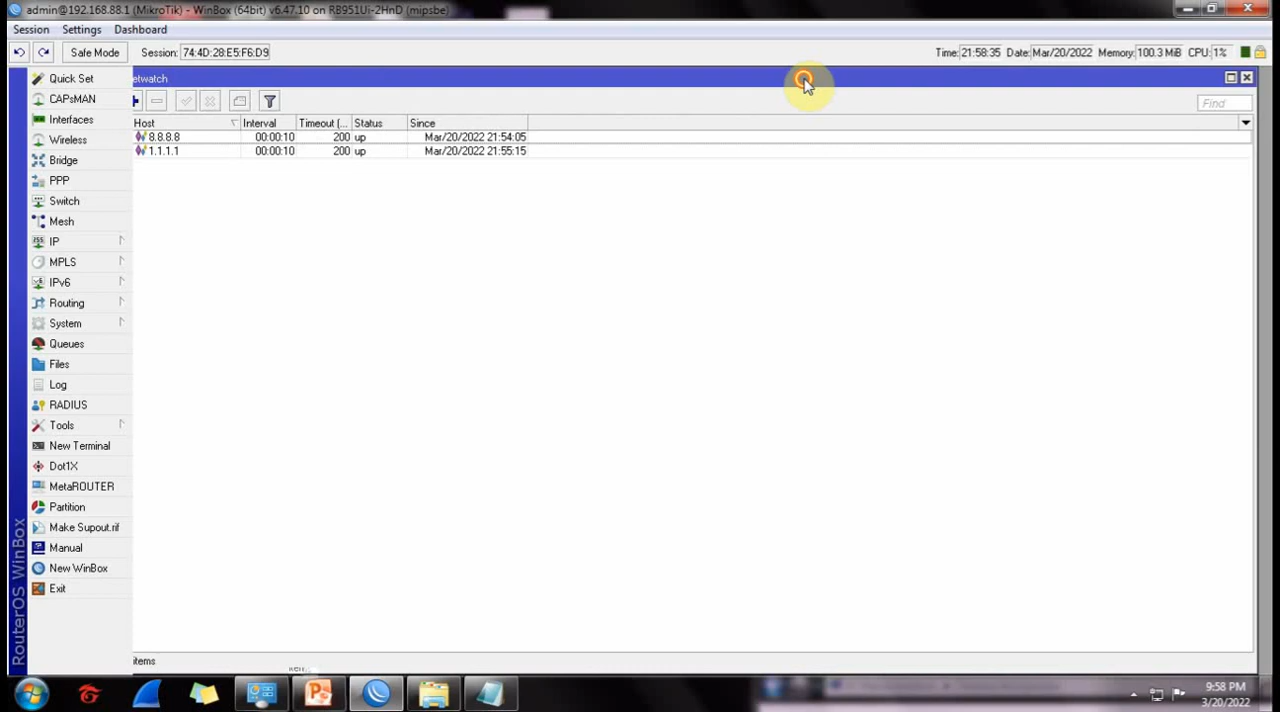 admin@192.168.88.1 (MikroTik) - WinBox (64bit) v6.47.10 on RB951Ui-2HnD (mipsbe)
Session Settings Dashboard
Safe Mode Session: 74:4D:28:E5:F6:D9 Time: 21:58:35 Date: Mar/20/2022 Memory: 100.3 MiB CPU: 1%
etwatch
Find
Host Interval Timeout [... Status Since
8.8.8.8 00:00:10 200 up Mar/20/2022 21:54:05
1.1.1.1 00:00:10 200 up Mar/20/2022 21:55:15
Quick Set
CAPsMAN
Interfaces
Wireless
Bridge
PPP
Switch
Mesh
IP
MPLS
IPv6
Routing
System
Queues
Files
Log
RADIUS
Tools
New Terminal
Dot1X
MetaROUTER
Partition
Make Supout.rif
Manual
New WinBox
Exit
RouterOS WinBox
items
9:58 PM
3/20/2022